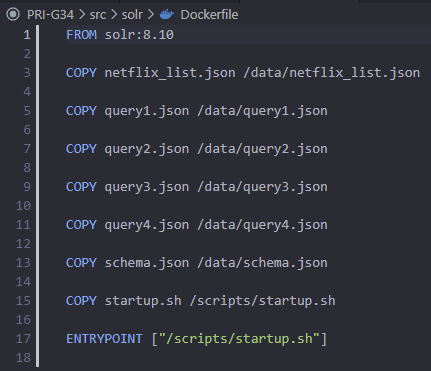 PRI-G34 > src > solr > Dockerfile
1 FROM solr:8.10
2
3 COPY netflix_list.json /data/netflix_list.json
4
5 COPY query1.json /data/query1.json
6
7 COPY query2.json /data/query2.json
8
9 COPY query3.json /data/query3.json
10
11 COPY query4.json /data/query4.json
12
13 COPY schema.json /data/schema.json
14
15 COPY startup.sh /scripts/startup.sh
16
17 ENTRYPOINT ["/scripts/startup.sh"]
18